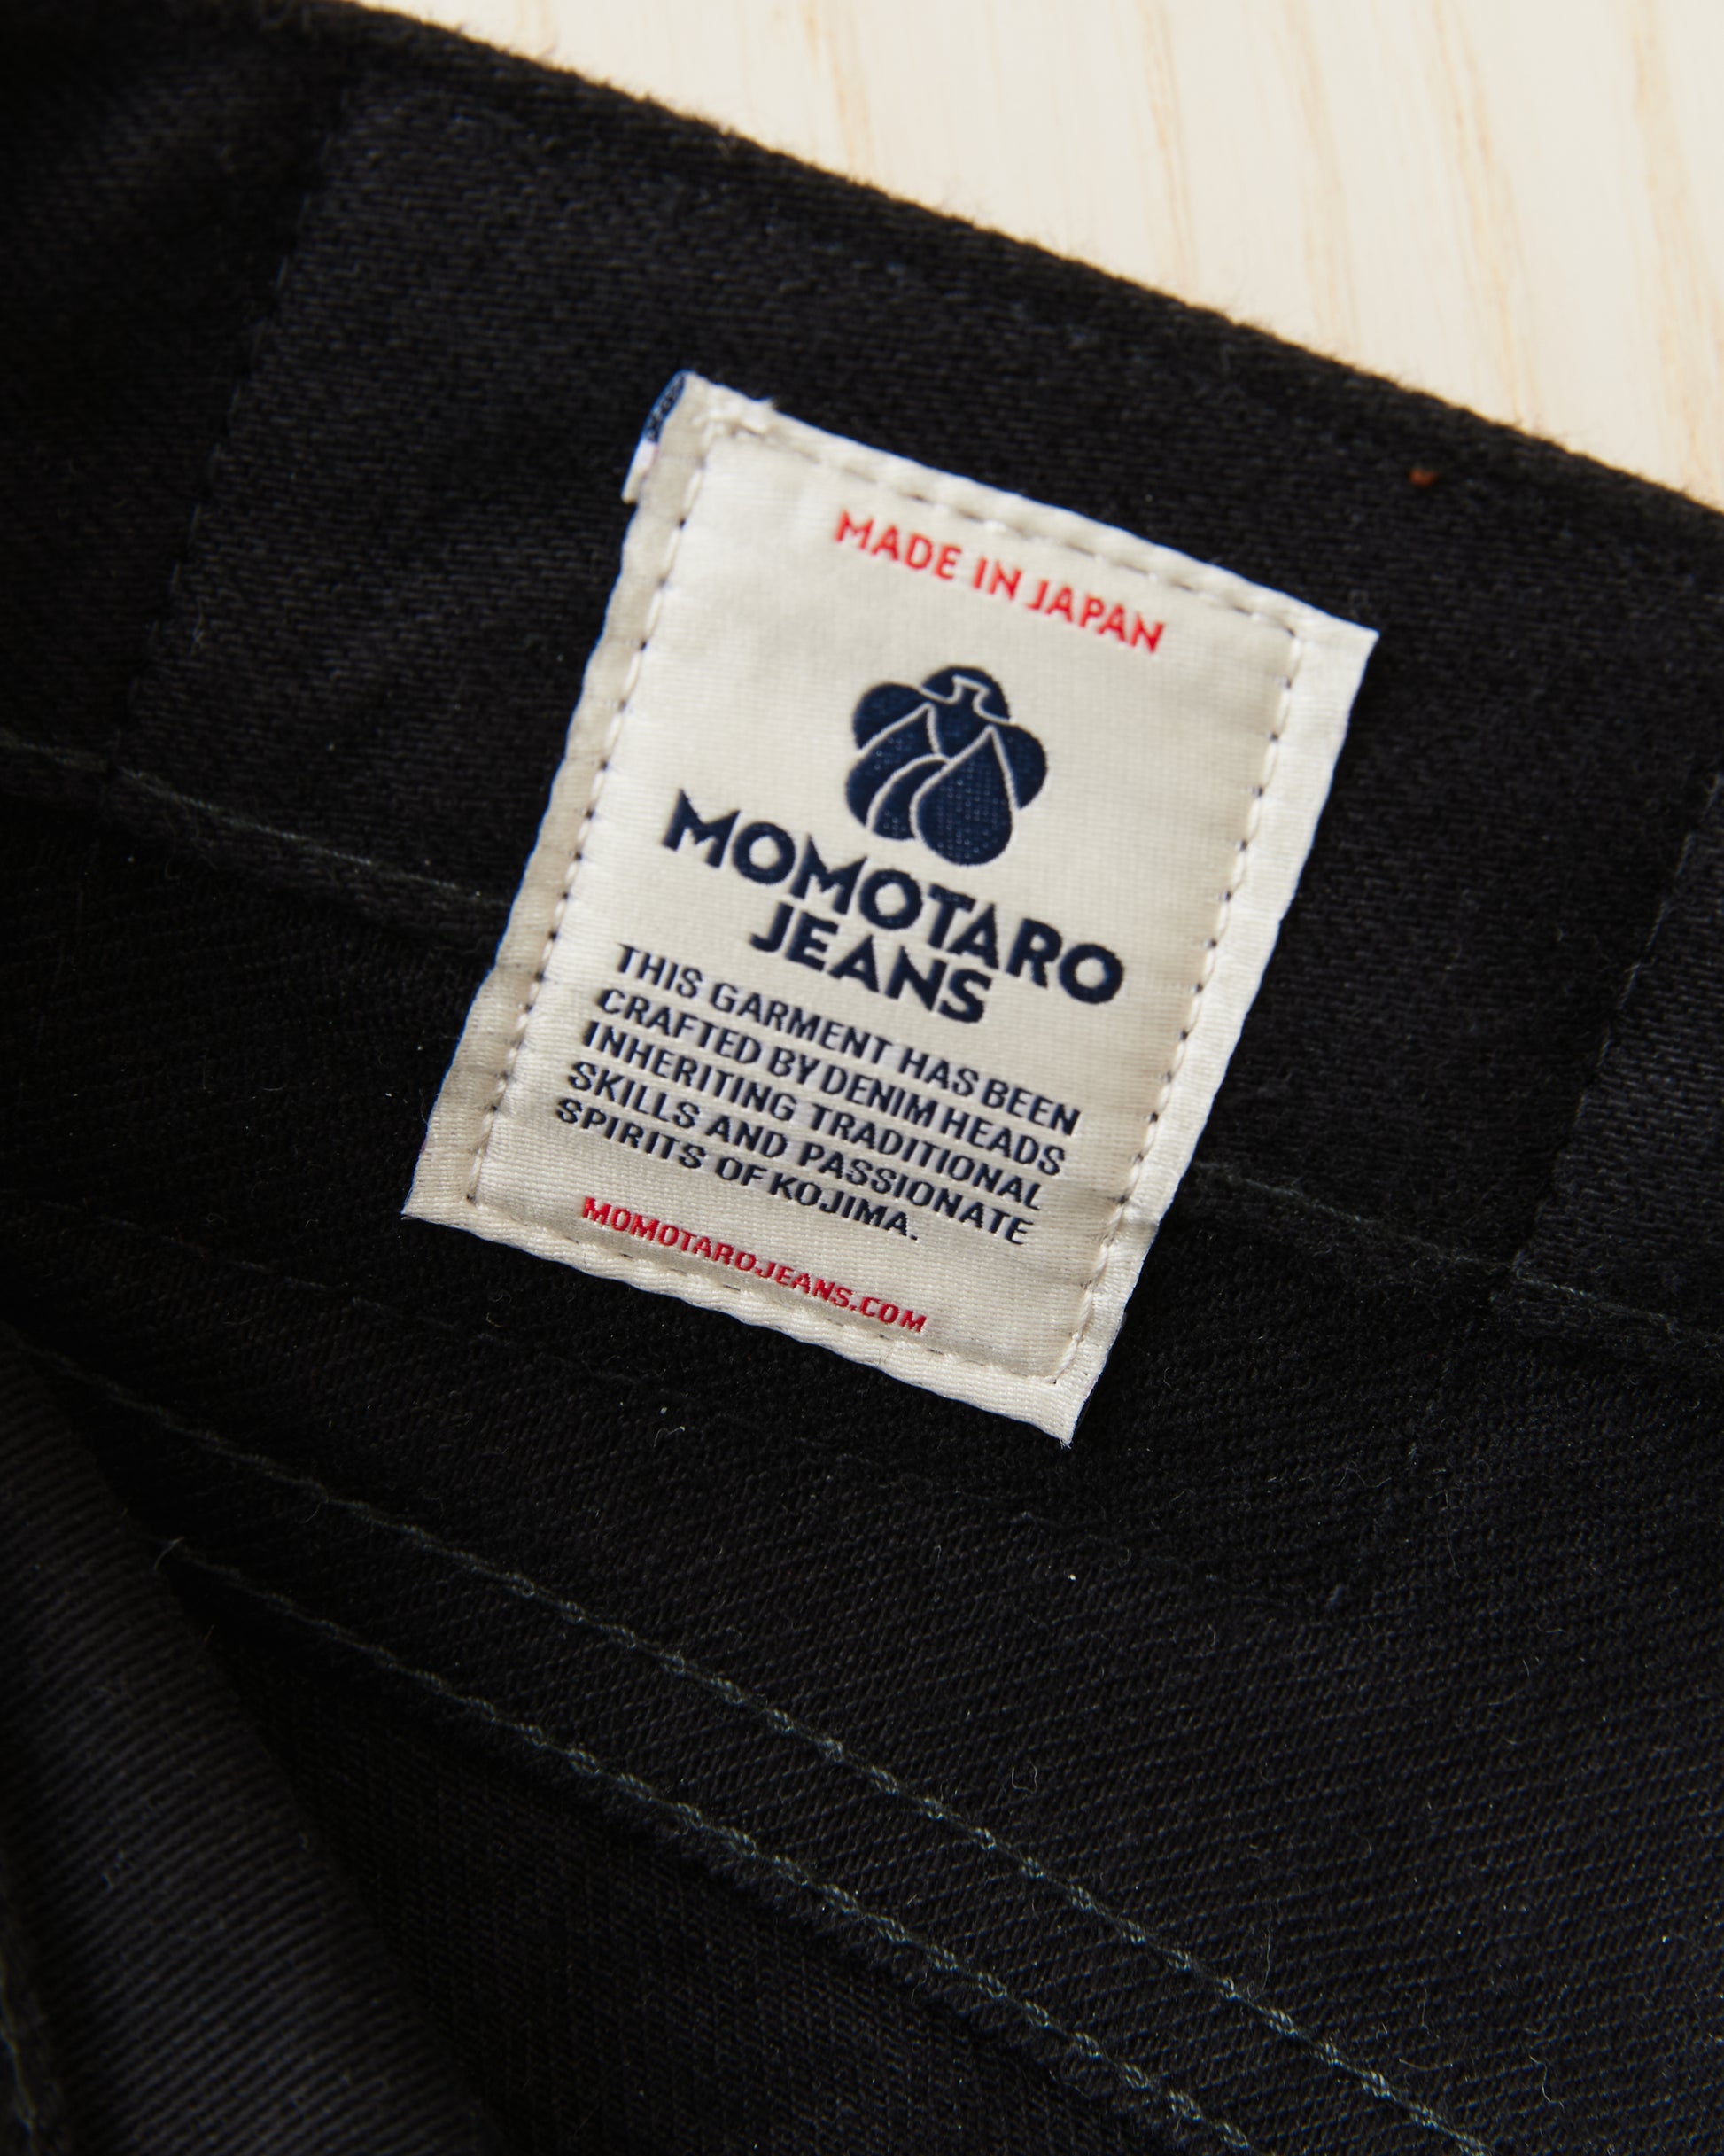 MADE IN JAPAN
MOMOTARO
JEANS
THIS GARMENT HAS BEEN
CRAFTED BY DENIM HEADS
INHERITING TRADITIONAL
SKILLS AND PASSIONATE
SPIRITS OF KOJIMA.
MOMOTAROJEANS.COM